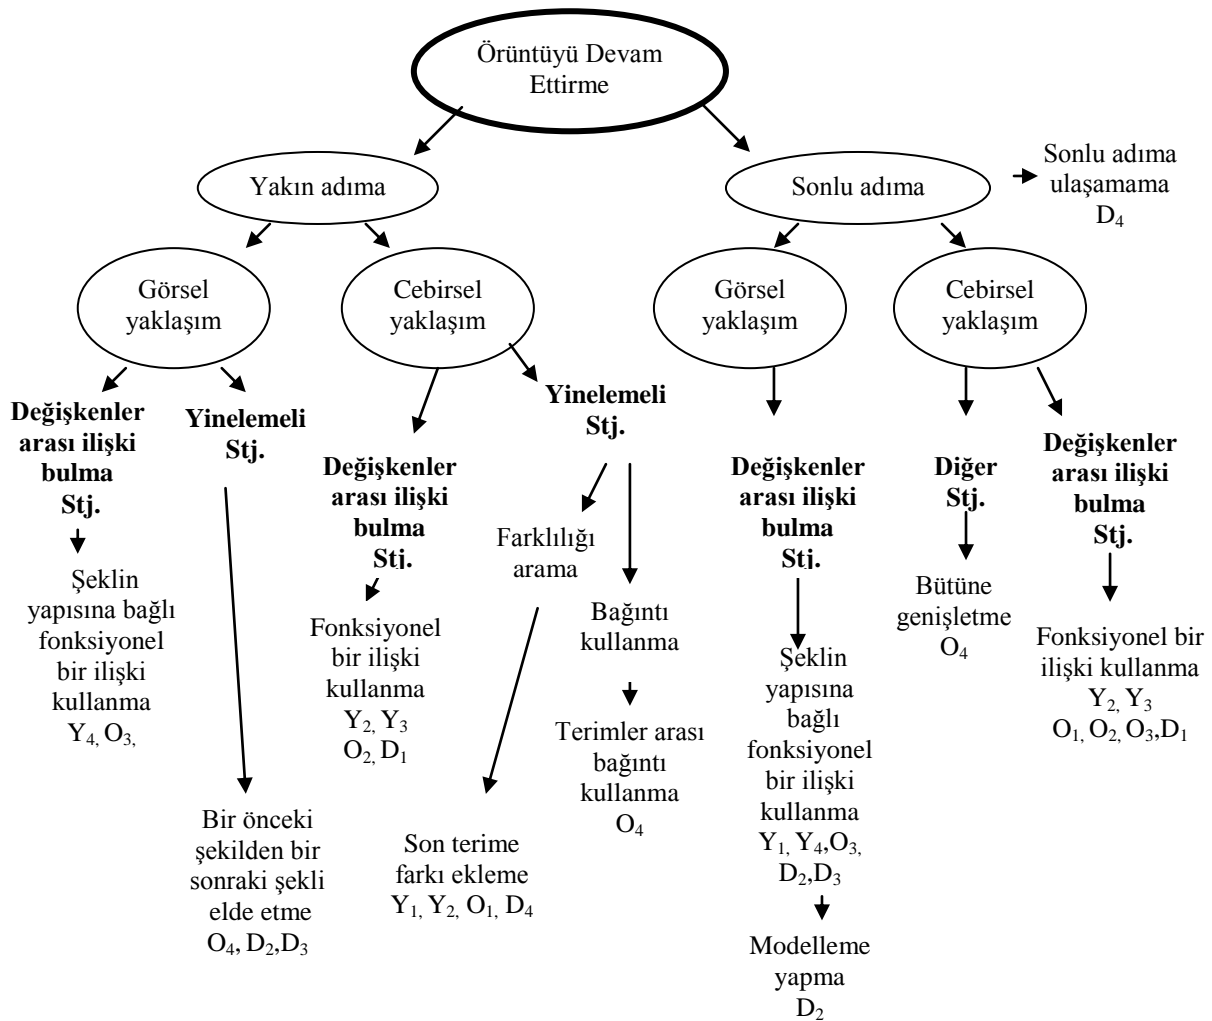 Örüntüyü Devam
Ettirme
Yakın adıma
Sonlu adıma
Sonlu adıma
ulaşamama
D4
Görsel
yaklaşım
Cebirsel
yaklaşım
Görsel
yaklaşım
Cebirsel
yaklaşım
Değişkenler
arası ilişki
bulma
Stj.
Şeklin
yapısına bağlı
fonksiyonel
bir ilişki
kullanma
Y4, O3,
Yinelemeli
Stj.
Bir önceki
şekilden bir
sonraki şekli
elde etme
O4, D2,D3
Değişkenler
arası ilişki
bulma
Stj.
Fonksiyonel
bir ilişki
kullanma
Y2, Y3
O2, D1
Yinelemeli
Stj.
Farklılığı
arama
Son terime
farkı ekleme
Y1, Y2, O1, D4
Bağıntı
kullanma
Terimler arası
bağıntı
kullanma
O4
Değişkenler
arası ilişki
bulma
Stj.
Şeklin
yapısına
bağlı
fonksiyonel
bir ilişki
kullanma
Y1, Y4,O3,
D2,D3
Modelleme
yapma
D2
Diğer
Stj.
Bütüne
genişletme
O4
Değişkenler
arası ilişki
bulma
Stj.
Fonksiyonel bir
ilişki kullanma
Y2, Y3
O1, O2, O3,D1